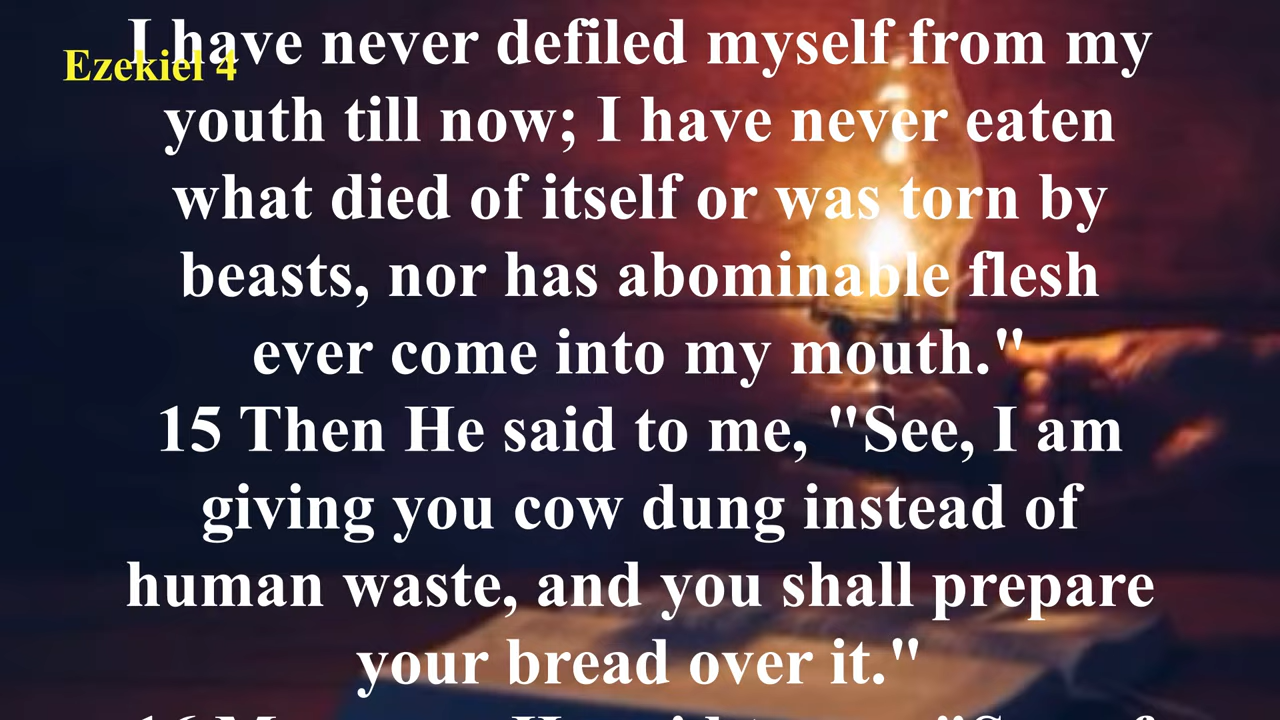 Ezekiel 4
I have never defiled myself from my
youth till now; I have never eaten
what died of itself or was torn by
beasts, nor has abominable flesh
ever come into my mouth."
15 Then He said to me, "See, I am
giving you cow dung instead of
human waste, and you shall prepare
your bread over it."